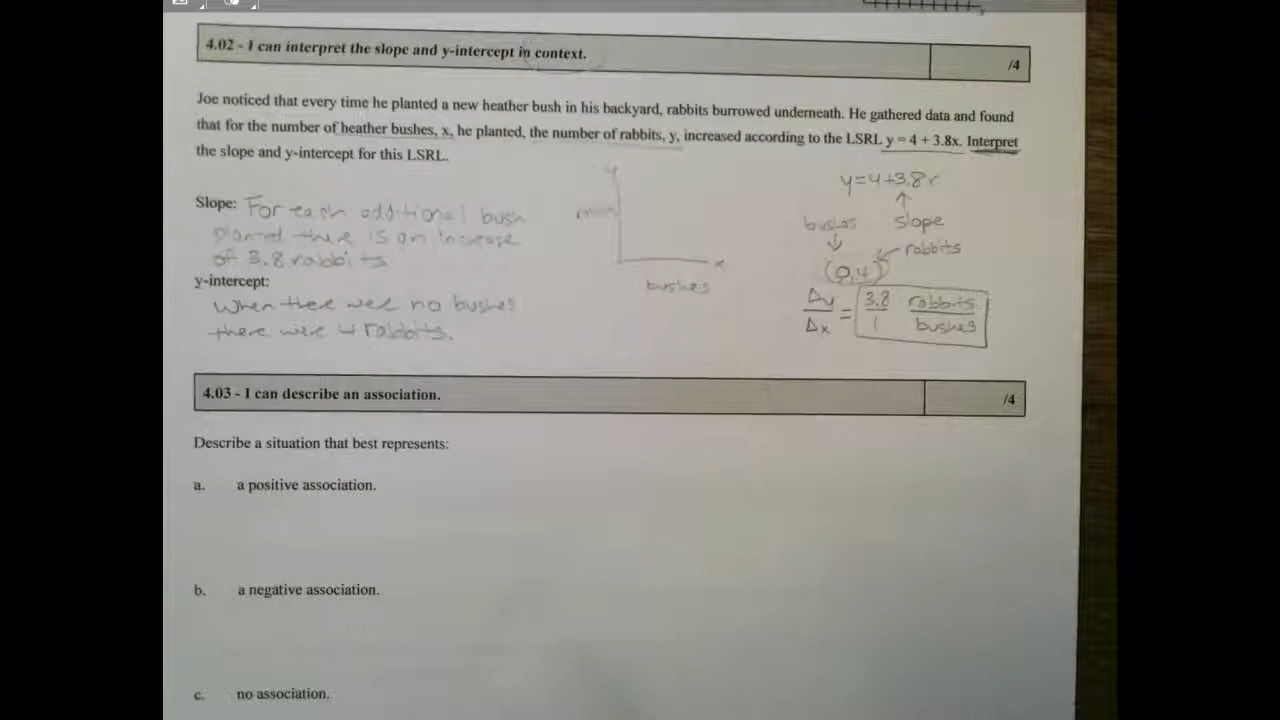 4.02 - I can interpret the slope and y-intercept in context.
/4
Joe noticed that every time he planted a new heather bush in his backyard, rabbits burrowed underneath. He gathered data and found
that for the number of heather bushes, x, he planted, the number of rabbits, y, increased according to the LSRL y = 4 + 3.8x. Interpret
the slope and y-intercept for this LSRL.
Slope: For each additional bush
planted there is an increase
of 3.8 rabbits
y-intercept:
When there were no bushes
there were 4 rabbits.
y
x
bushes
y=4+3.8x
slope
bushes
rabbits
(0,4)
Δy
Δx
=
3.8 rabbits
1 bushes
4.03 - I can describe an association.
/4
Describe a situation that best represents:
a. a positive association.
b. a negative association.
c. no association.